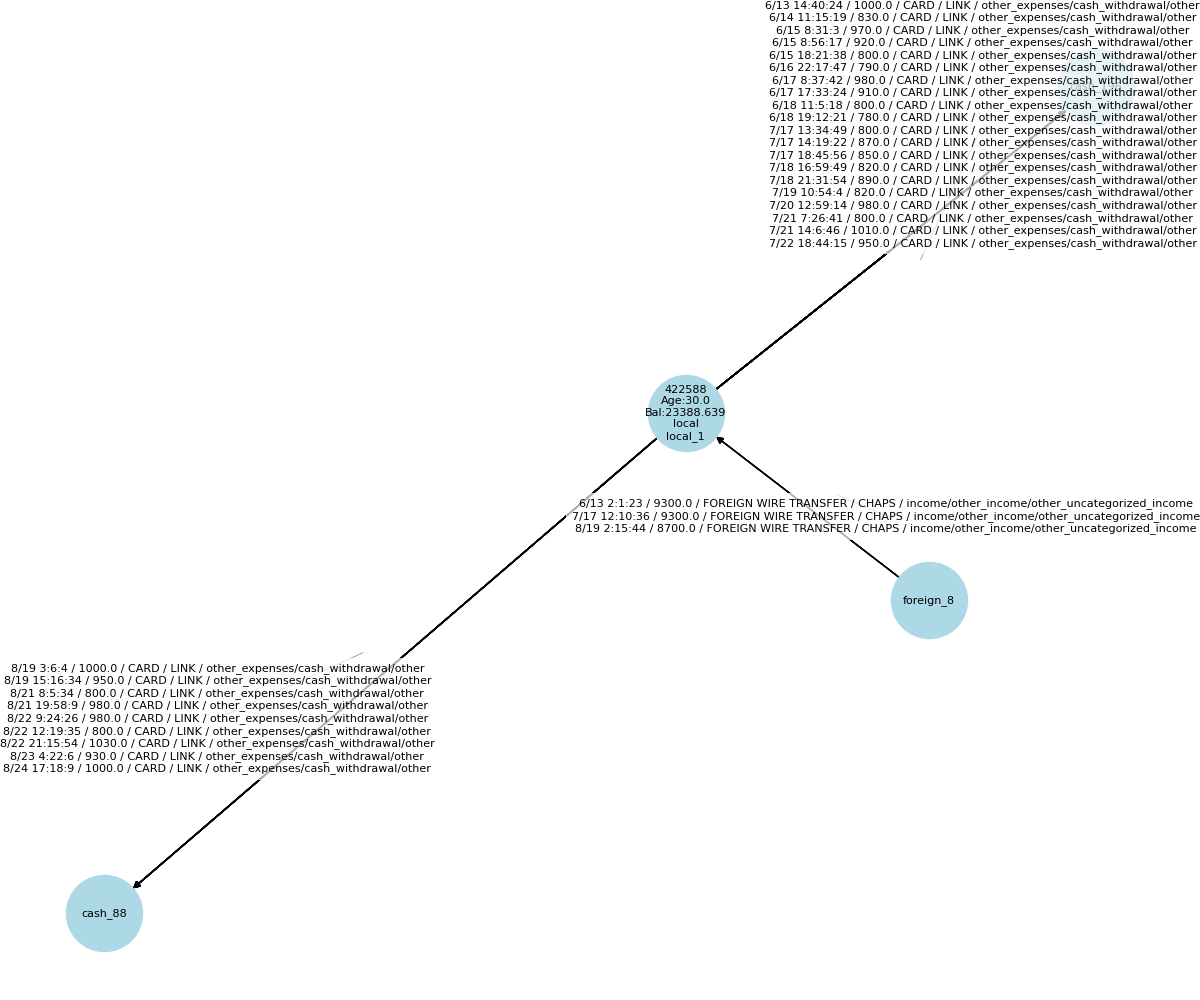 6/13 14:40:24 / 1000.0 / CARD / LINK / other_expenses/cash_withdrawal/other
6/14 11:15:19 / 830.0 / CARD / LINK / other_expenses/cash_withdrawal/other
6/15 8:31:3 / 970.0 / CARD / LINK / other_expenses/cash_withdrawal/other
6/15 8:56:17 / 920.0 / CARD / LINK / other_expenses/cash_withdrawal/other
6/15 18:21:38 / 800.0 / CARD / LINK / other_expenses/cash_withdrawal/other
6/16 22:17:47 / 790.0 / CARD / LINK / other_expenses/cash_withdrawal/other
6/17 8:37:42 / 980.0 / CARD / LINK / other_expenses/cash_withdrawal/other
6/17 17:33:24 / 910.0 / CARD / LINK / other_expenses/cash_withdrawal/other
6/18 11:5:18 / 800.0 / CARD / LINK / other_expenses/cash_withdrawal/other
6/18 19:12:21 / 780.0 / CARD / LINK / other_expenses/cash_withdrawal/other
7/17 13:34:49 / 800.0 / CARD / LINK / other_expenses/cash_withdrawal/other
7/17 14:19:22 / 870.0 / CARD / LINK / other_expenses/cash_withdrawal/other
7/17 18:45:56 / 850.0 / CARD / LINK / other_expenses/cash_withdrawal/other
7/18 16:59:49 / 820.0 / CARD / LINK / other_expenses/cash_withdrawal/other
7/18 21:31:54 / 890.0 / CARD / LINK / other_expenses/cash_withdrawal/other
7/19 10:54:4 / 820.0 / CARD / LINK / other_expenses/cash_withdrawal/other
7/20 12:59:14 / 980.0 / CARD / LINK / other_expenses/cash_withdrawal/other
7/21 7:26:41 / 800.0 / CARD / LINK / other_expenses/cash_withdrawal/other
7/21 14:6:46 / 1010.0 / CARD / LINK / other_expenses/cash_withdrawal/other
7/22 18:44:15 / 950.0 / CARD / LINK / other_expenses/cash_withdrawal/other
422588
Age:30.0
Bal:23388.639
local
local_1
6/13 2:1:23 / 9300.0 / FOREIGN WIRE TRANSFER / CHAPS / income/other_income/other_uncategorized_income
7/17 12:10:36 / 9300.0 / FOREIGN WIRE TRANSFER / CHAPS / income/other_income/other_uncategorized_income
8/19 2:15:44 / 8700.0 / FOREIGN WIRE TRANSFER / CHAPS / income/other_income/other_uncategorized_income
foreign_8
8/19 3:6:4 / 1000.0 / CARD / LINK / other_expenses/cash_withdrawal/other
8/19 15:16:34 / 950.0 / CARD / LINK / other_expenses/cash_withdrawal/other
8/21 8:5:34 / 800.0 / CARD / LINK / other_expenses/cash_withdrawal/other
8/21 19:58:9 / 980.0 / CARD / LINK / other_expenses/cash_withdrawal/other
8/22 9:24:26 / 980.0 / CARD / LINK / other_expenses/cash_withdrawal/other
8/22 12:19:35 / 800.0 / CARD / LINK / other_expenses/cash_withdrawal/other
8/22 21:15:54 / 1030.0 / CARD / LINK / other_expenses/cash_withdrawal/other
8/23 4:22:6 / 930.0 / CARD / LINK / other_expenses/cash_withdrawal/other
8/24 17:18:9 / 1000.0 / CARD / LINK / other_expenses/cash_withdrawal/other
cash_88